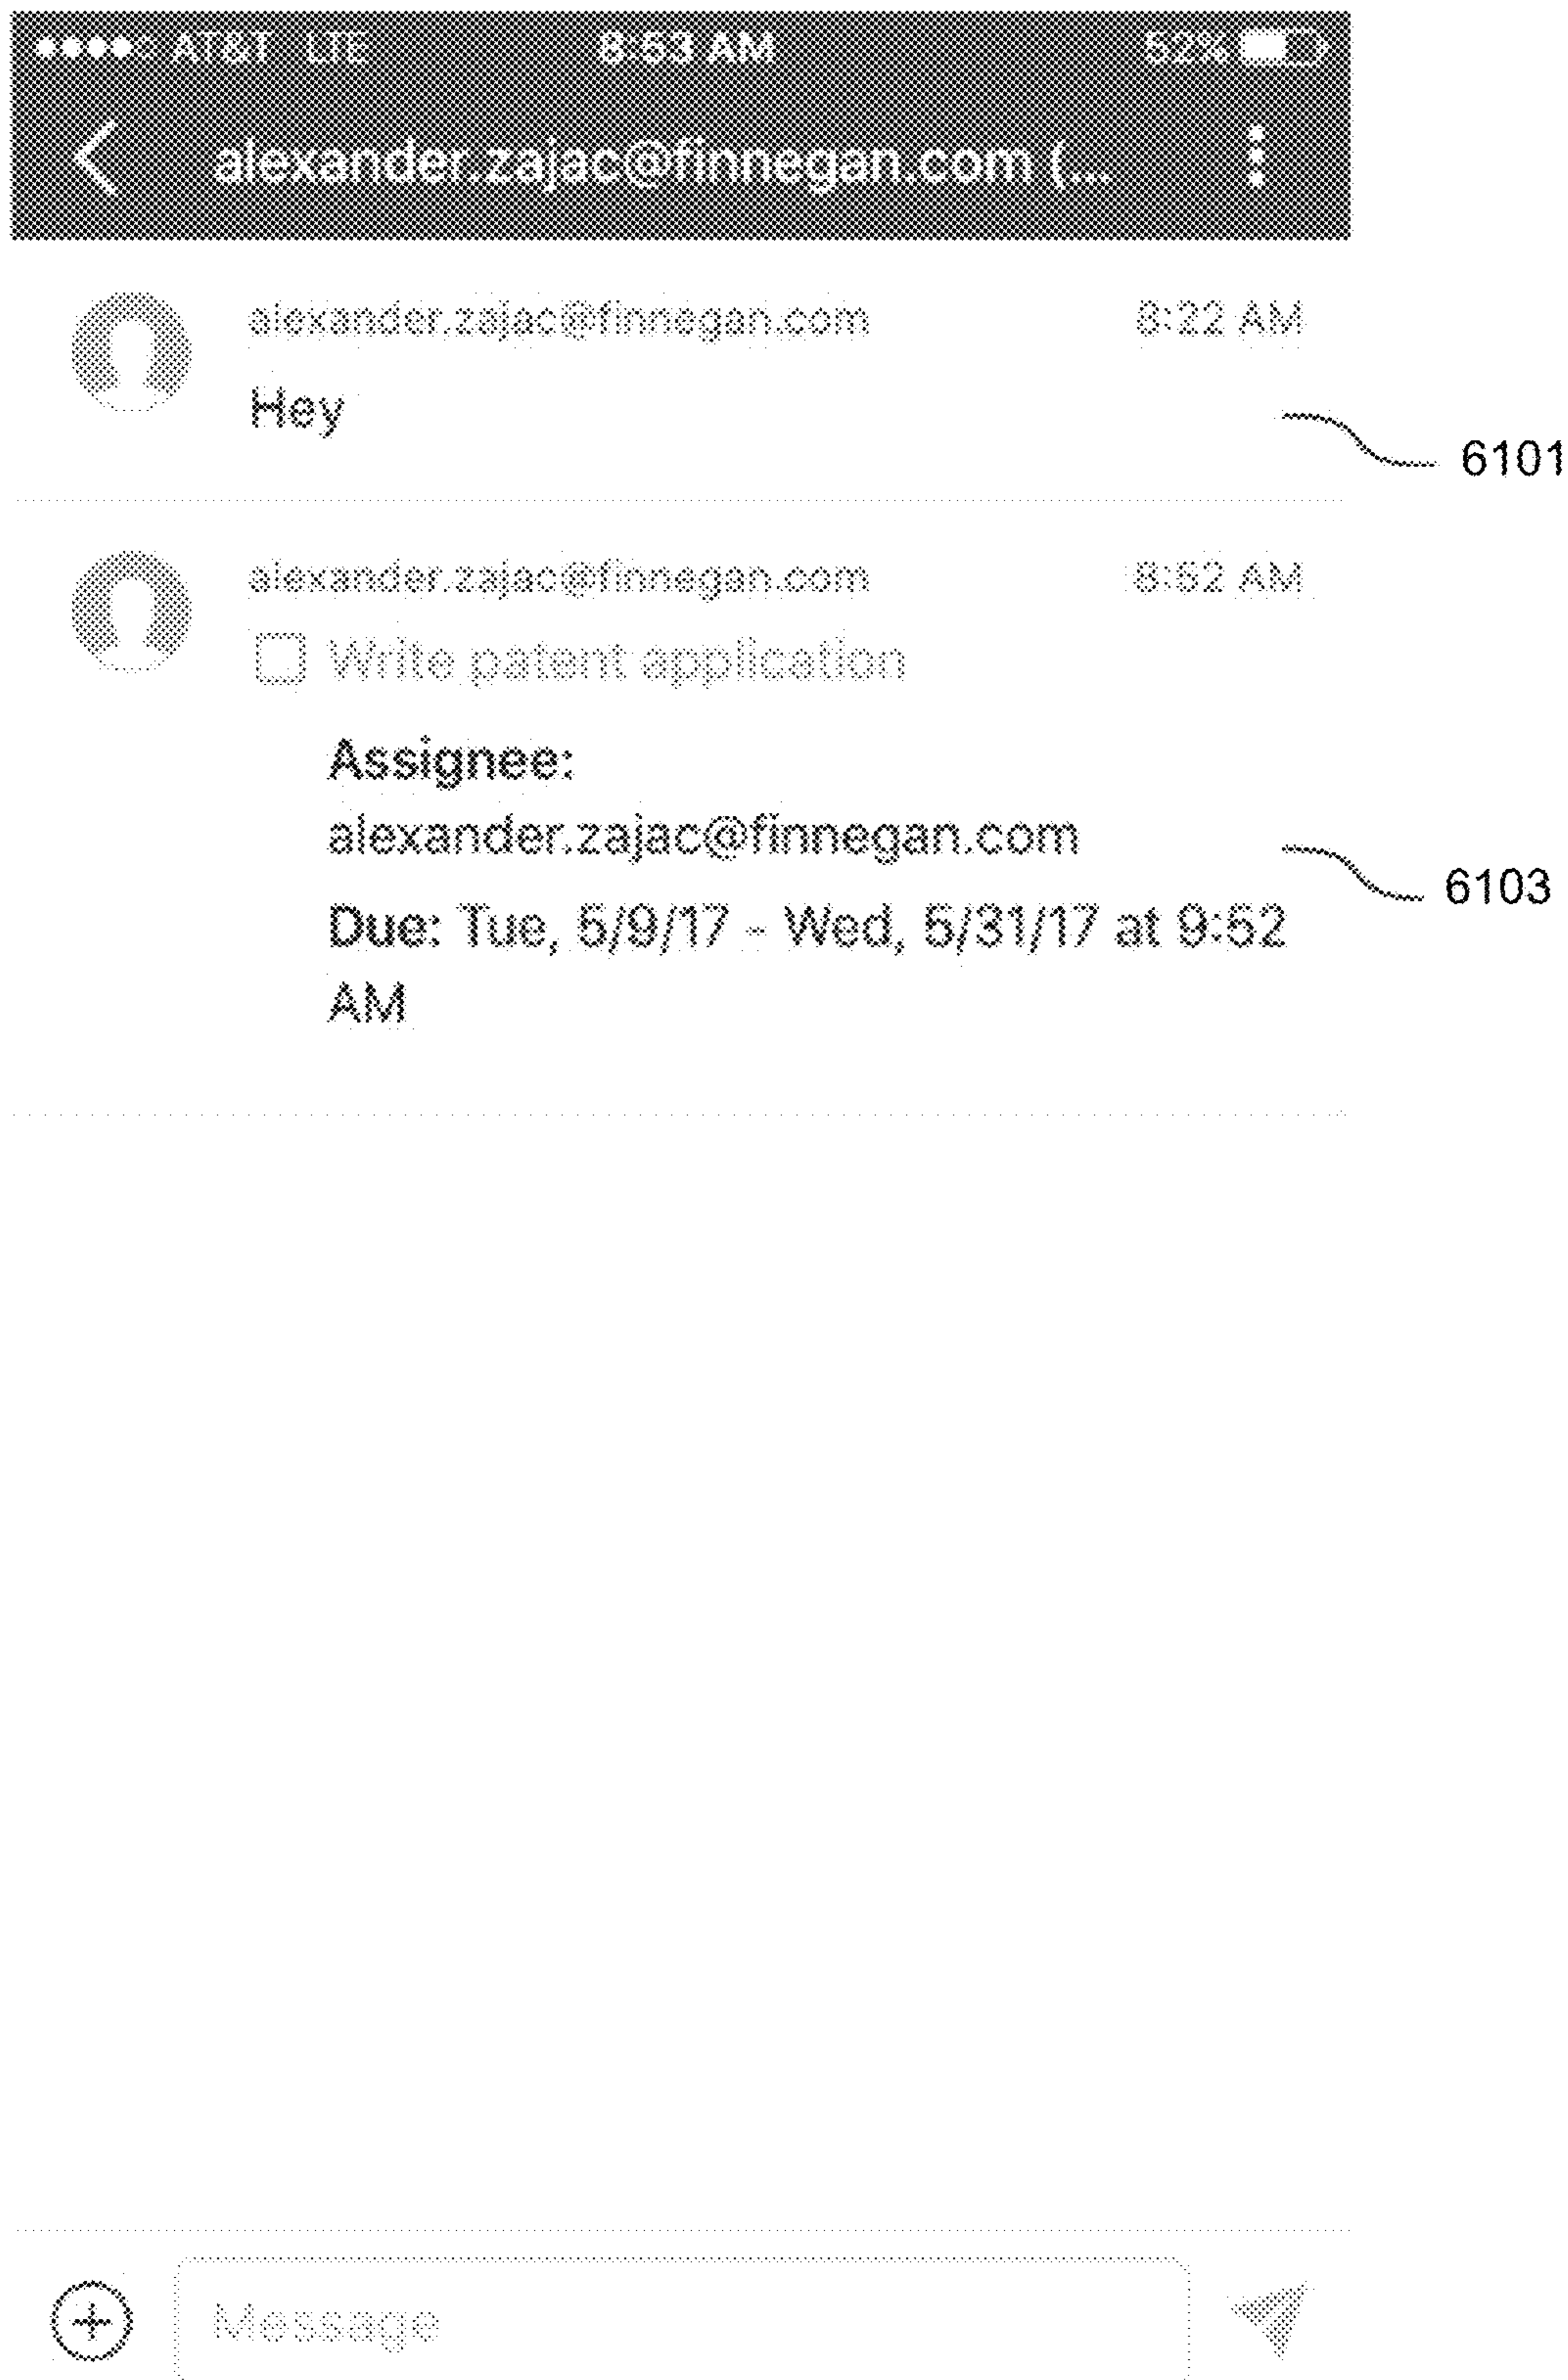 AT&T LTE 8:53 AM 52%
alexander.zajac@finnegan.com (...
alexander.zajac@finnegan.com 8:22 AM
Hey
6101
alexander.zajac@finnegan.com 8:52 AM
Write patent application
Assignee:
alexander.zajac@finnegan.com
6103
Due: Tue, 5/9/17 - Wed, 5/31/17 at 9:52
AM
Message